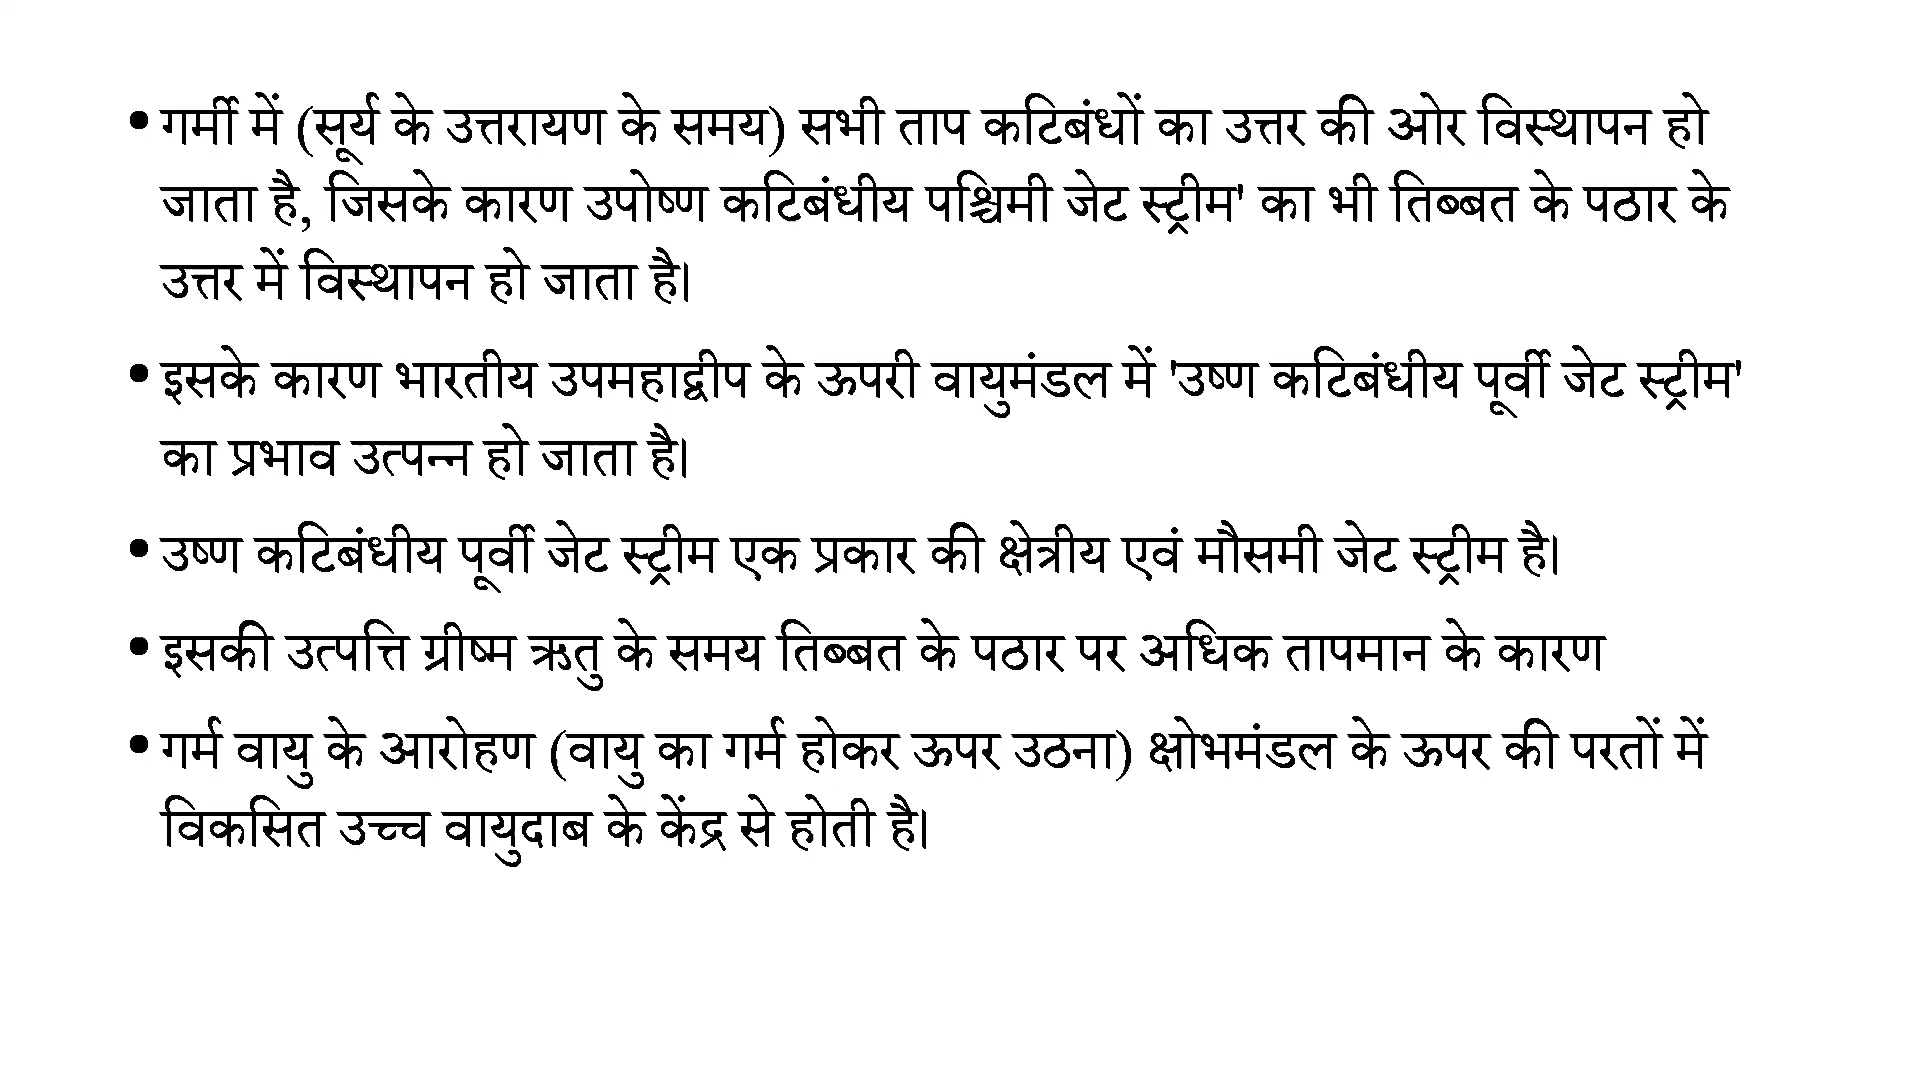 • गर्मी में (सूर्य के उत्तरायण के समय) सभी ताप कटिबंधों का उत्तर की ओर विस्थापन हो
जाता है, जिसके कारण उपोष्ण कटिबंधीय पश्चिमी जेट स्ट्रीम' का भी तिब्बत के पठार के
उत्तर में विस्थापन हो जाता है।
• इसके कारण भारतीय उपमहाद्वीप के ऊपरी वायुमंडल में 'उष्ण कटिबंधीय पूर्वी जेट स्ट्रीम'
का प्रभाव उत्पन्न हो जाता है।
• उष्ण कटिबंधीय पूर्वी जेट स्ट्रीम एक प्रकार की क्षेत्रीय एवं मौसमी जेट स्ट्रीम है।
• इसकी उत्पत्ति ग्रीष्म ऋतु के समय तिब्बत के पठार पर अधिक तापमान के कारण
• गर्म वायु के आरोहण (वायु का गर्म होकर ऊपर उठना) क्षोभमंडल के ऊपर की परतों में
विकसित उच्च वायुदाब के केंद्र से होती है।